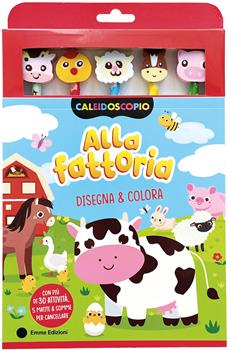 CALEIDOSCOPIO
Alla
fattoria
DISEGNA & COLORA
CON PIÙ
DI 30 ATTIVITÀ,
5 MATITE & GOMME
PER CANCELLARE
Emme Edizioni